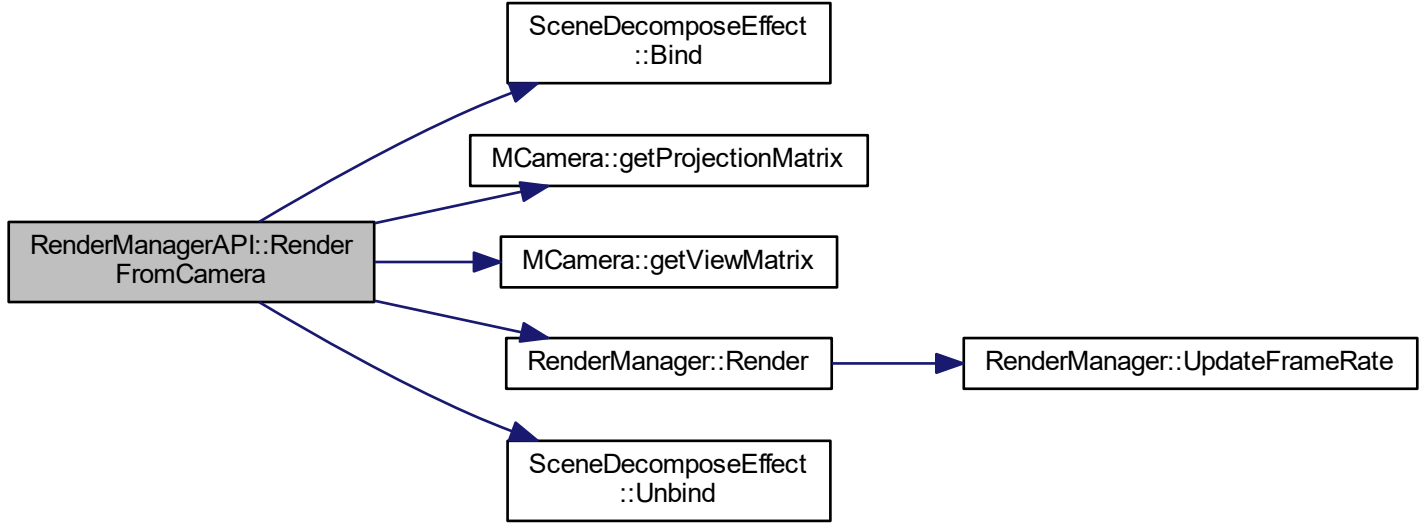 SceneDecomposeEffect
::Bind
MCamera::getProjectionMatrix
RenderManagerAPI::Render
FromCamera
MCamera::getViewMatrix
RenderManager::Render
RenderManager::UpdateFrameRate
SceneDecomposeEffect
::Unbind